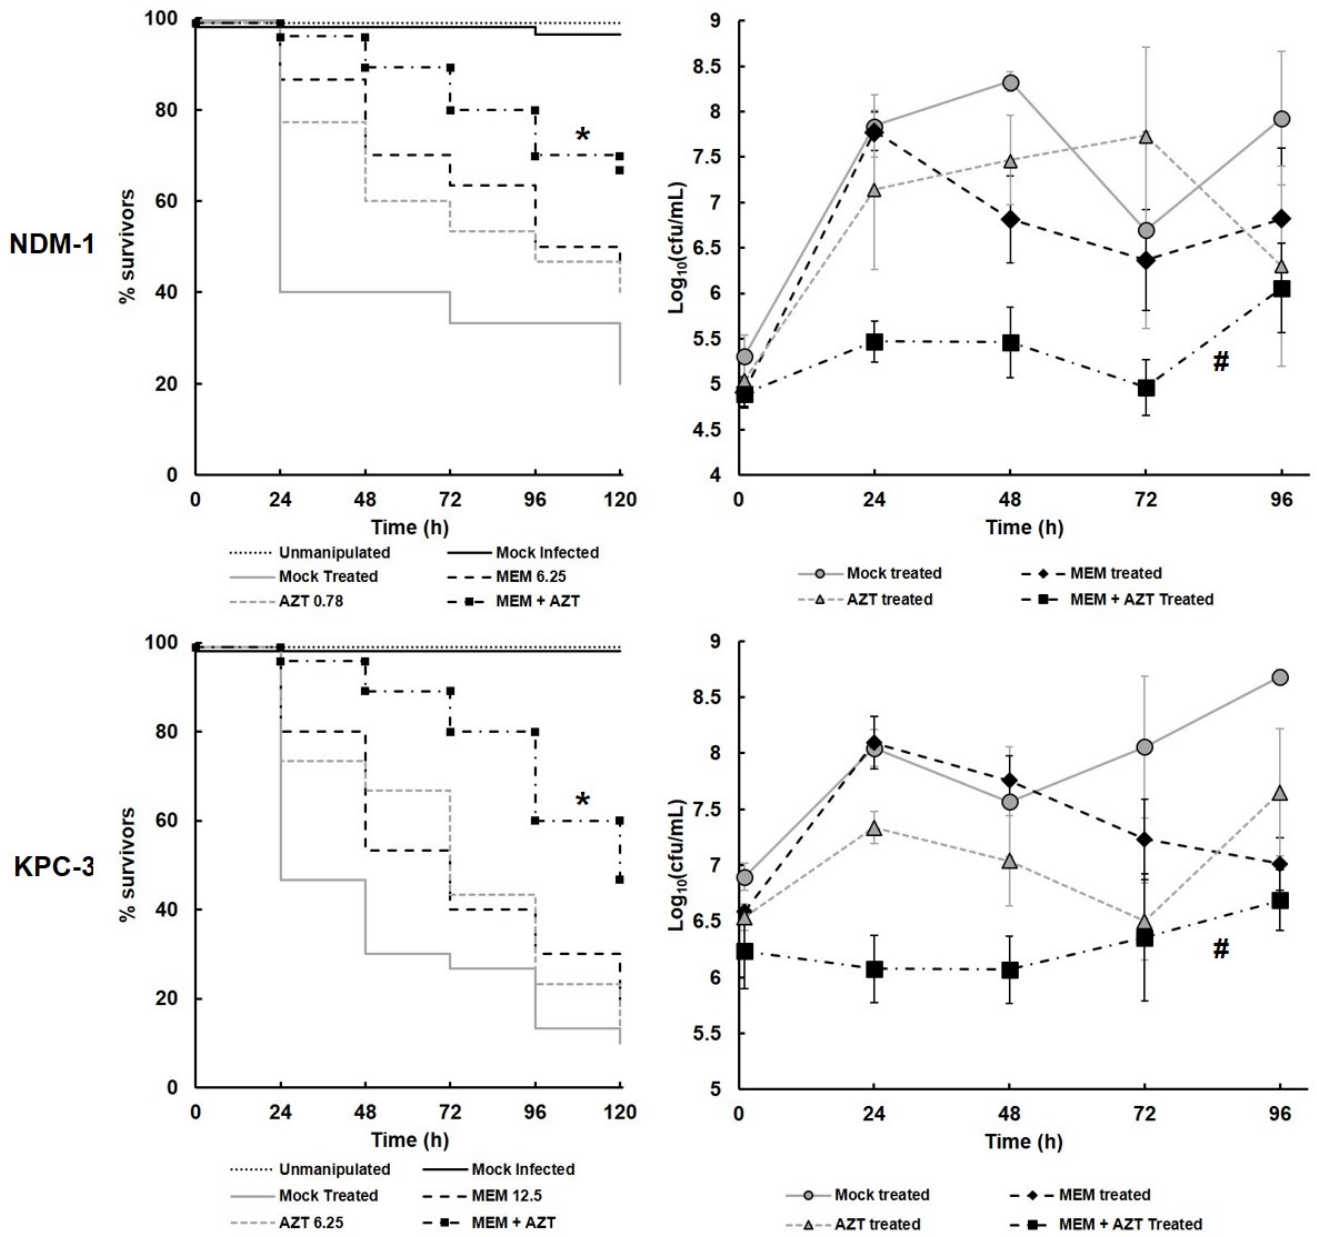 NDM-1
% survivors
100
80
60
40
20
0
0 24 48 72 96 120
Time (h)
*
Unmanipulated Mock Infected
Mock Treated MEM 6.25
AZT 0.78 MEM + AZT
Log10(cfu/mL)
9
8.5
8
7.5
7
6.5
6
5.5
5
4.5
4
0 24 48 72 96
Time (h)
#
Mock treated MEM treated
AZT treated MEM + AZT Treated
KPC-3
% survivors
100
80
60
40
20
0
0 24 48 72 96 120
Time (h)
*
Unmanipulated Mock Infected
Mock Treated MEM 12.5
AZT 6.25 MEM + AZT
Log10(cfu/mL)
9
8.5
8
7.5
7
6.5
6
5.5
5
0 24 48 72 96
Time (h)
#
Mock treated MEM treated
AZT treated MEM + AZT Treated